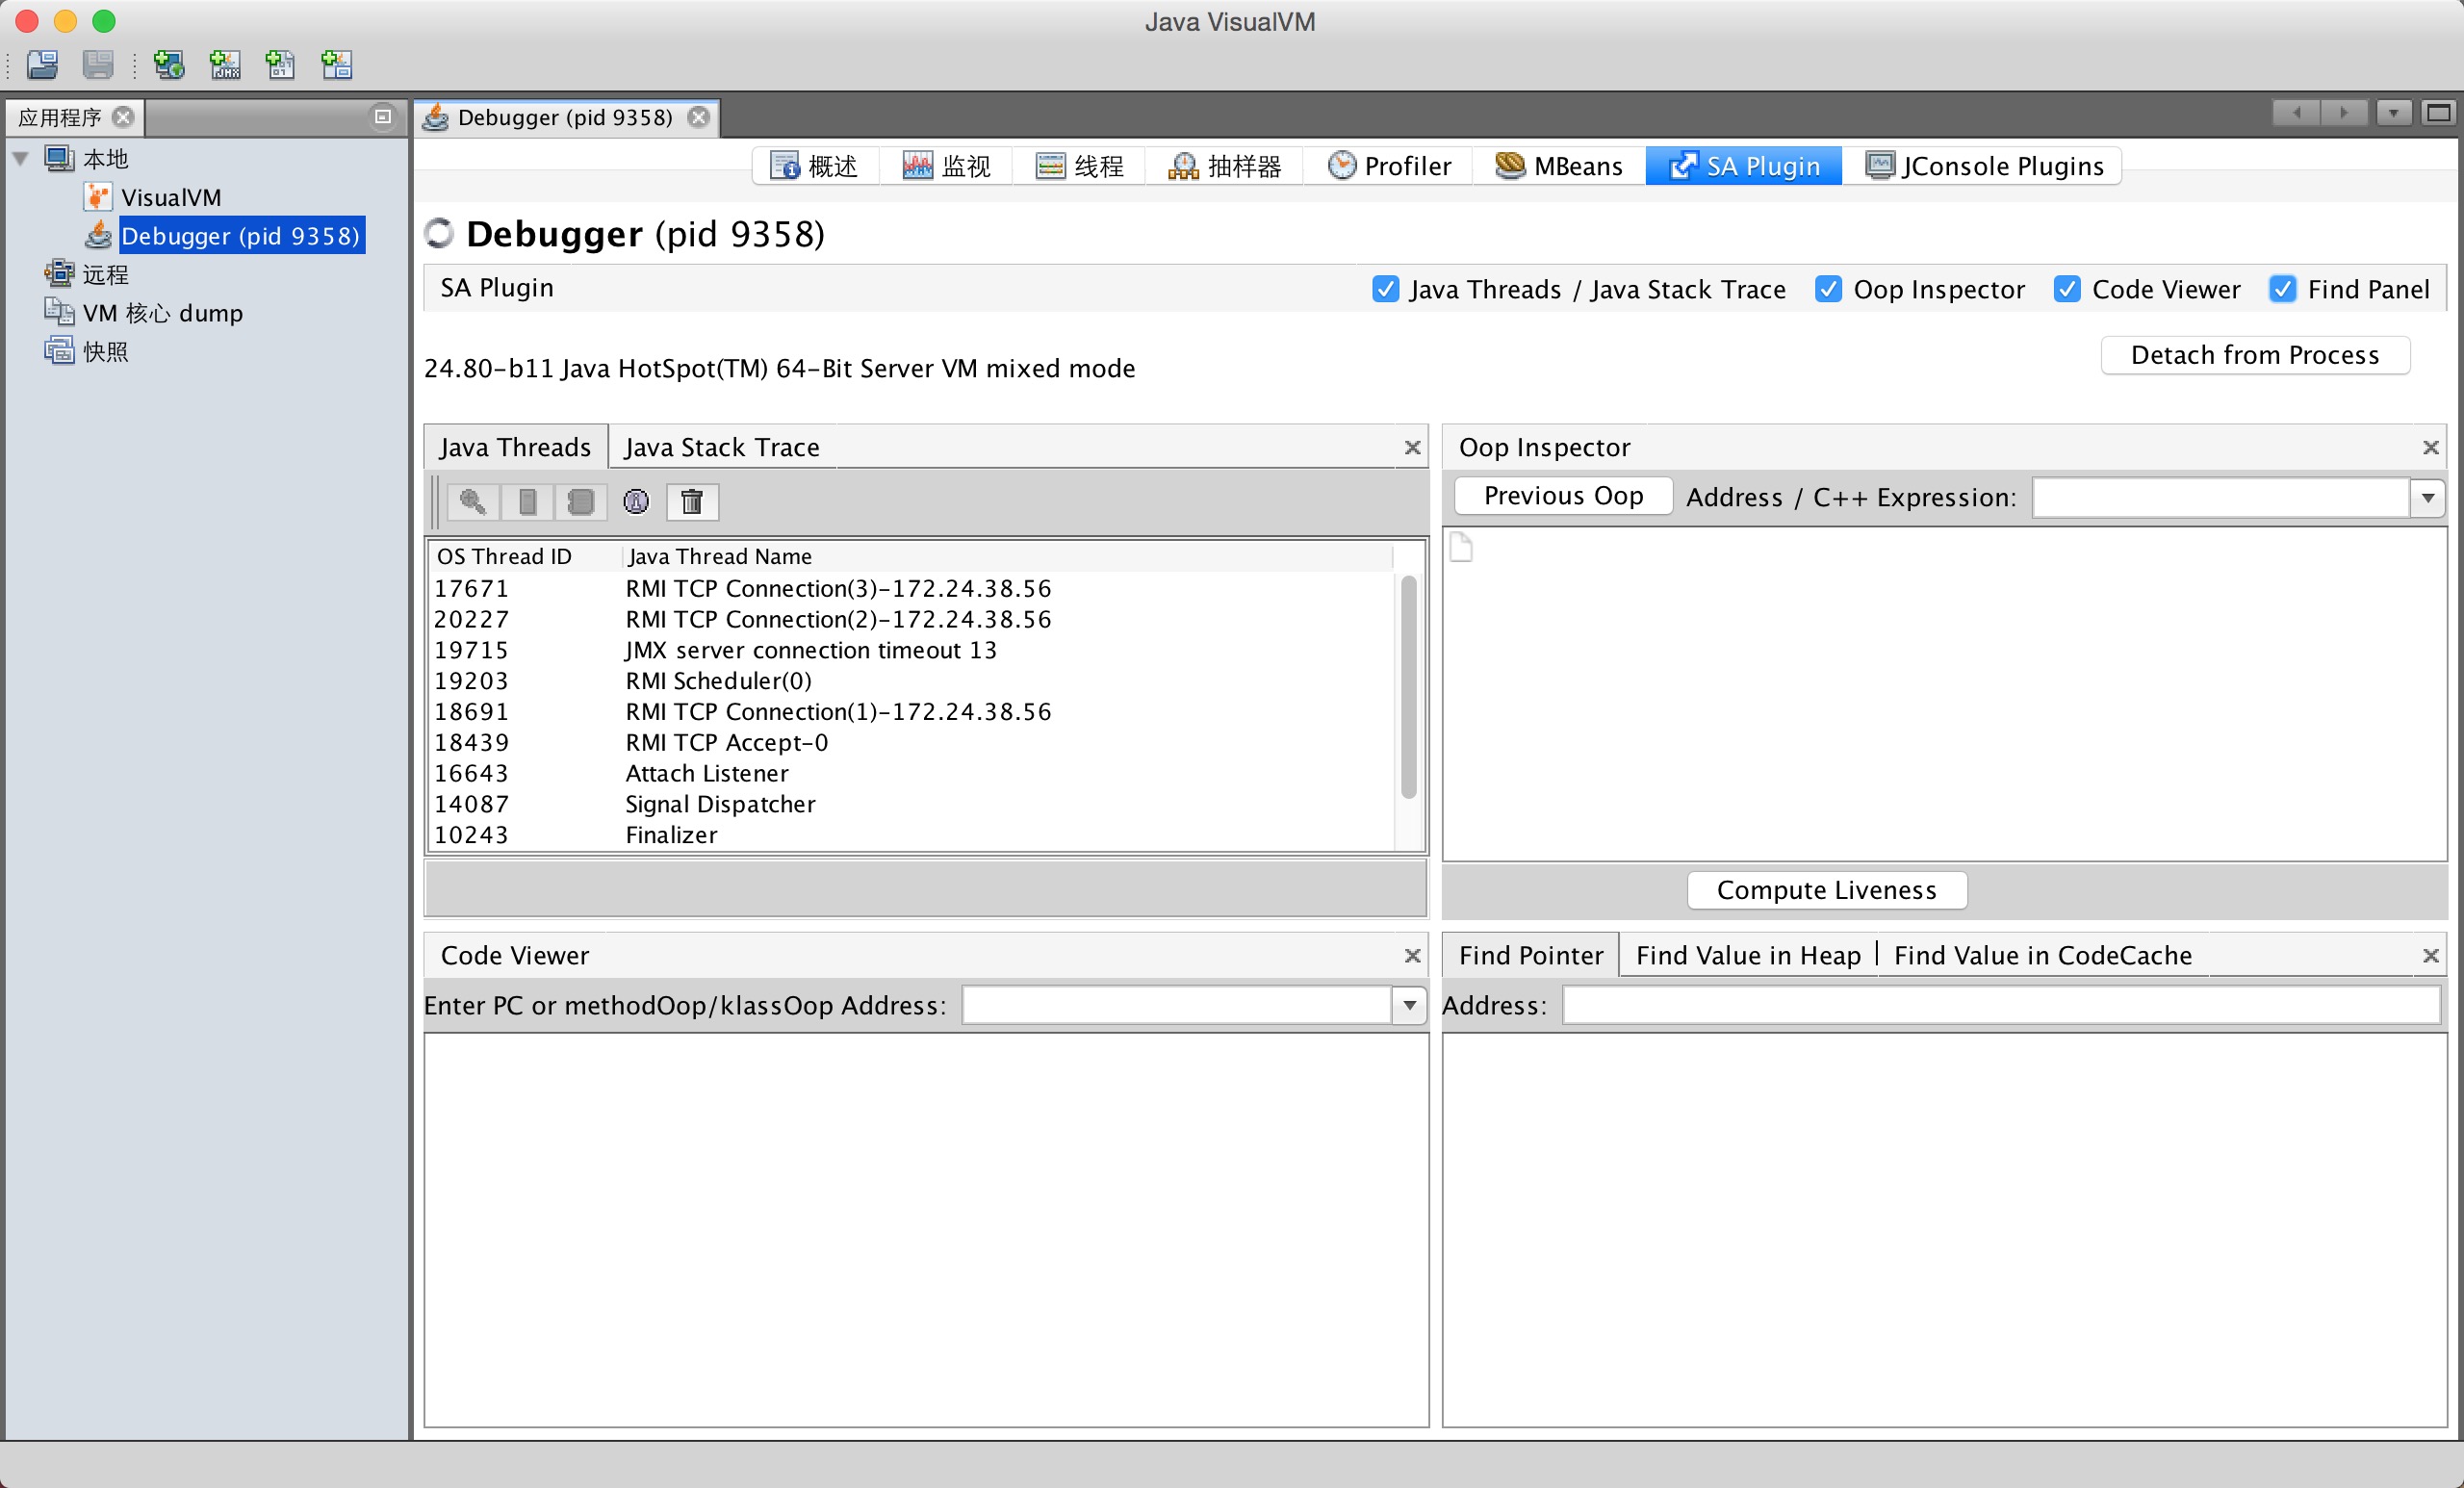 Java VisualVM
应用程序
Debugger (pid 9358)
本地
VisualVM
Debugger (pid 9358)
远程
VM 核心 dump
快照
概述 监视 线程 抽样器 Profiler MBeans SA Plugin JConsole Plugins
Debugger (pid 9358)
SA Plugin
Java Threads / Java Stack Trace Oop Inspector Code Viewer Find Panel
24.80-b11 Java HotSpot(TM) 64-Bit Server VM mixed mode
Detach from Process
Java Threads Java Stack Trace
OS Thread ID Java Thread Name
17671 RMI TCP Connection(3)-172.24.38.56
20227 RMI TCP Connection(2)-172.24.38.56
19715 JMX server connection timeout 13
19203 RMI Scheduler(0)
18691 RMI TCP Connection(1)-172.24.38.56
18439 RMI TCP Accept-0
16643 Attach Listener
14087 Signal Dispatcher
10243 Finalizer
Oop Inspector
Previous Oop Address / C++ Expression:
Compute Liveness
Code Viewer
Enter PC or methodOop/klassOop Address:
Find Pointer Find Value in Heap Find Value in CodeCache
Address: